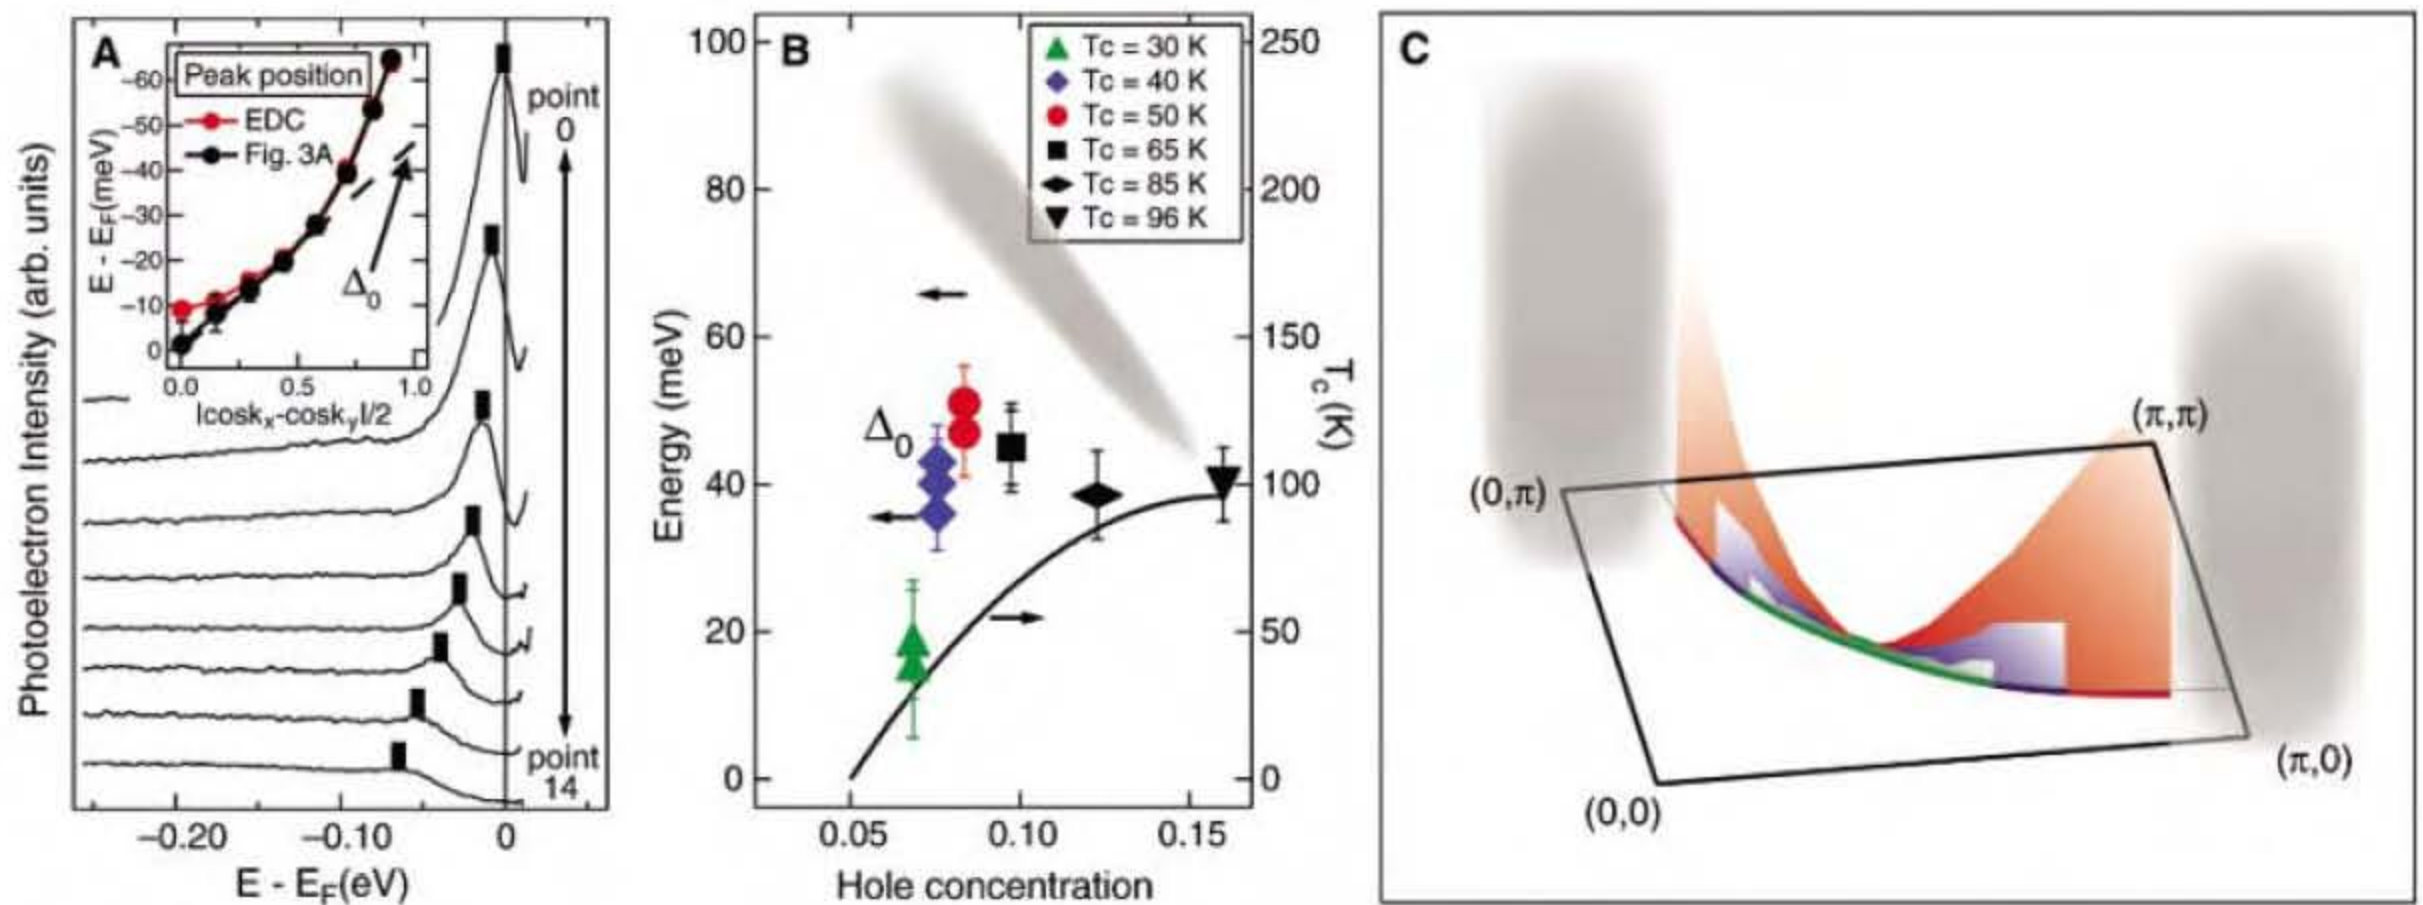 A
Peak position
EDC
Fig. 3A
−60
−50
−40
−30
−20
−10
0
E - E_F(meV)
Δ₀
0.0
0.5
1.0
|cosk_x-cosk_y|/2
point
0
point
14
Photoelectron Intensity (arb. units)
−0.20
−0.10
0
E - E_F(eV)
B
Tc = 30 K
Tc = 40 K
Tc = 50 K
Tc = 65 K
Tc = 85 K
Tc = 96 K
100
80
60
40
20
0
Energy (meV)
Δ₀
250
200
150
100
50
0
T_c (K)
0.05
0.10
0.15
Hole concentration
C
(π,π)
(0,π)
(π,0)
(0,0)